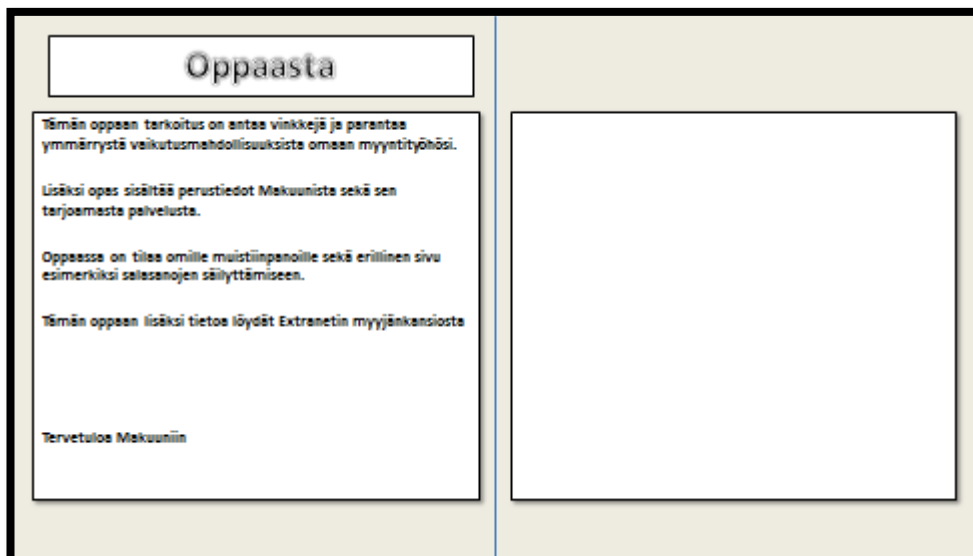 Oppaasta
Tämän oppaan tarkoitus on antaa vinkkejä ja parantaa
ymmärrystä vaikutusmahdollisuuksista omaan myyntityöhösi.
Lisäksi opas sisältää perustiedot Makuunista sekä sen
tarjoamasta palvelusta.
Oppaassa on tilaa omille muistiinpanoille sekä erillinen sivu
esimerkiksi salasanojen säilyttämiseen.
Tämän oppaan lisäksi tietoa löydät Extranetin myyjänkansiosta
Tervetuloa Makuuniin